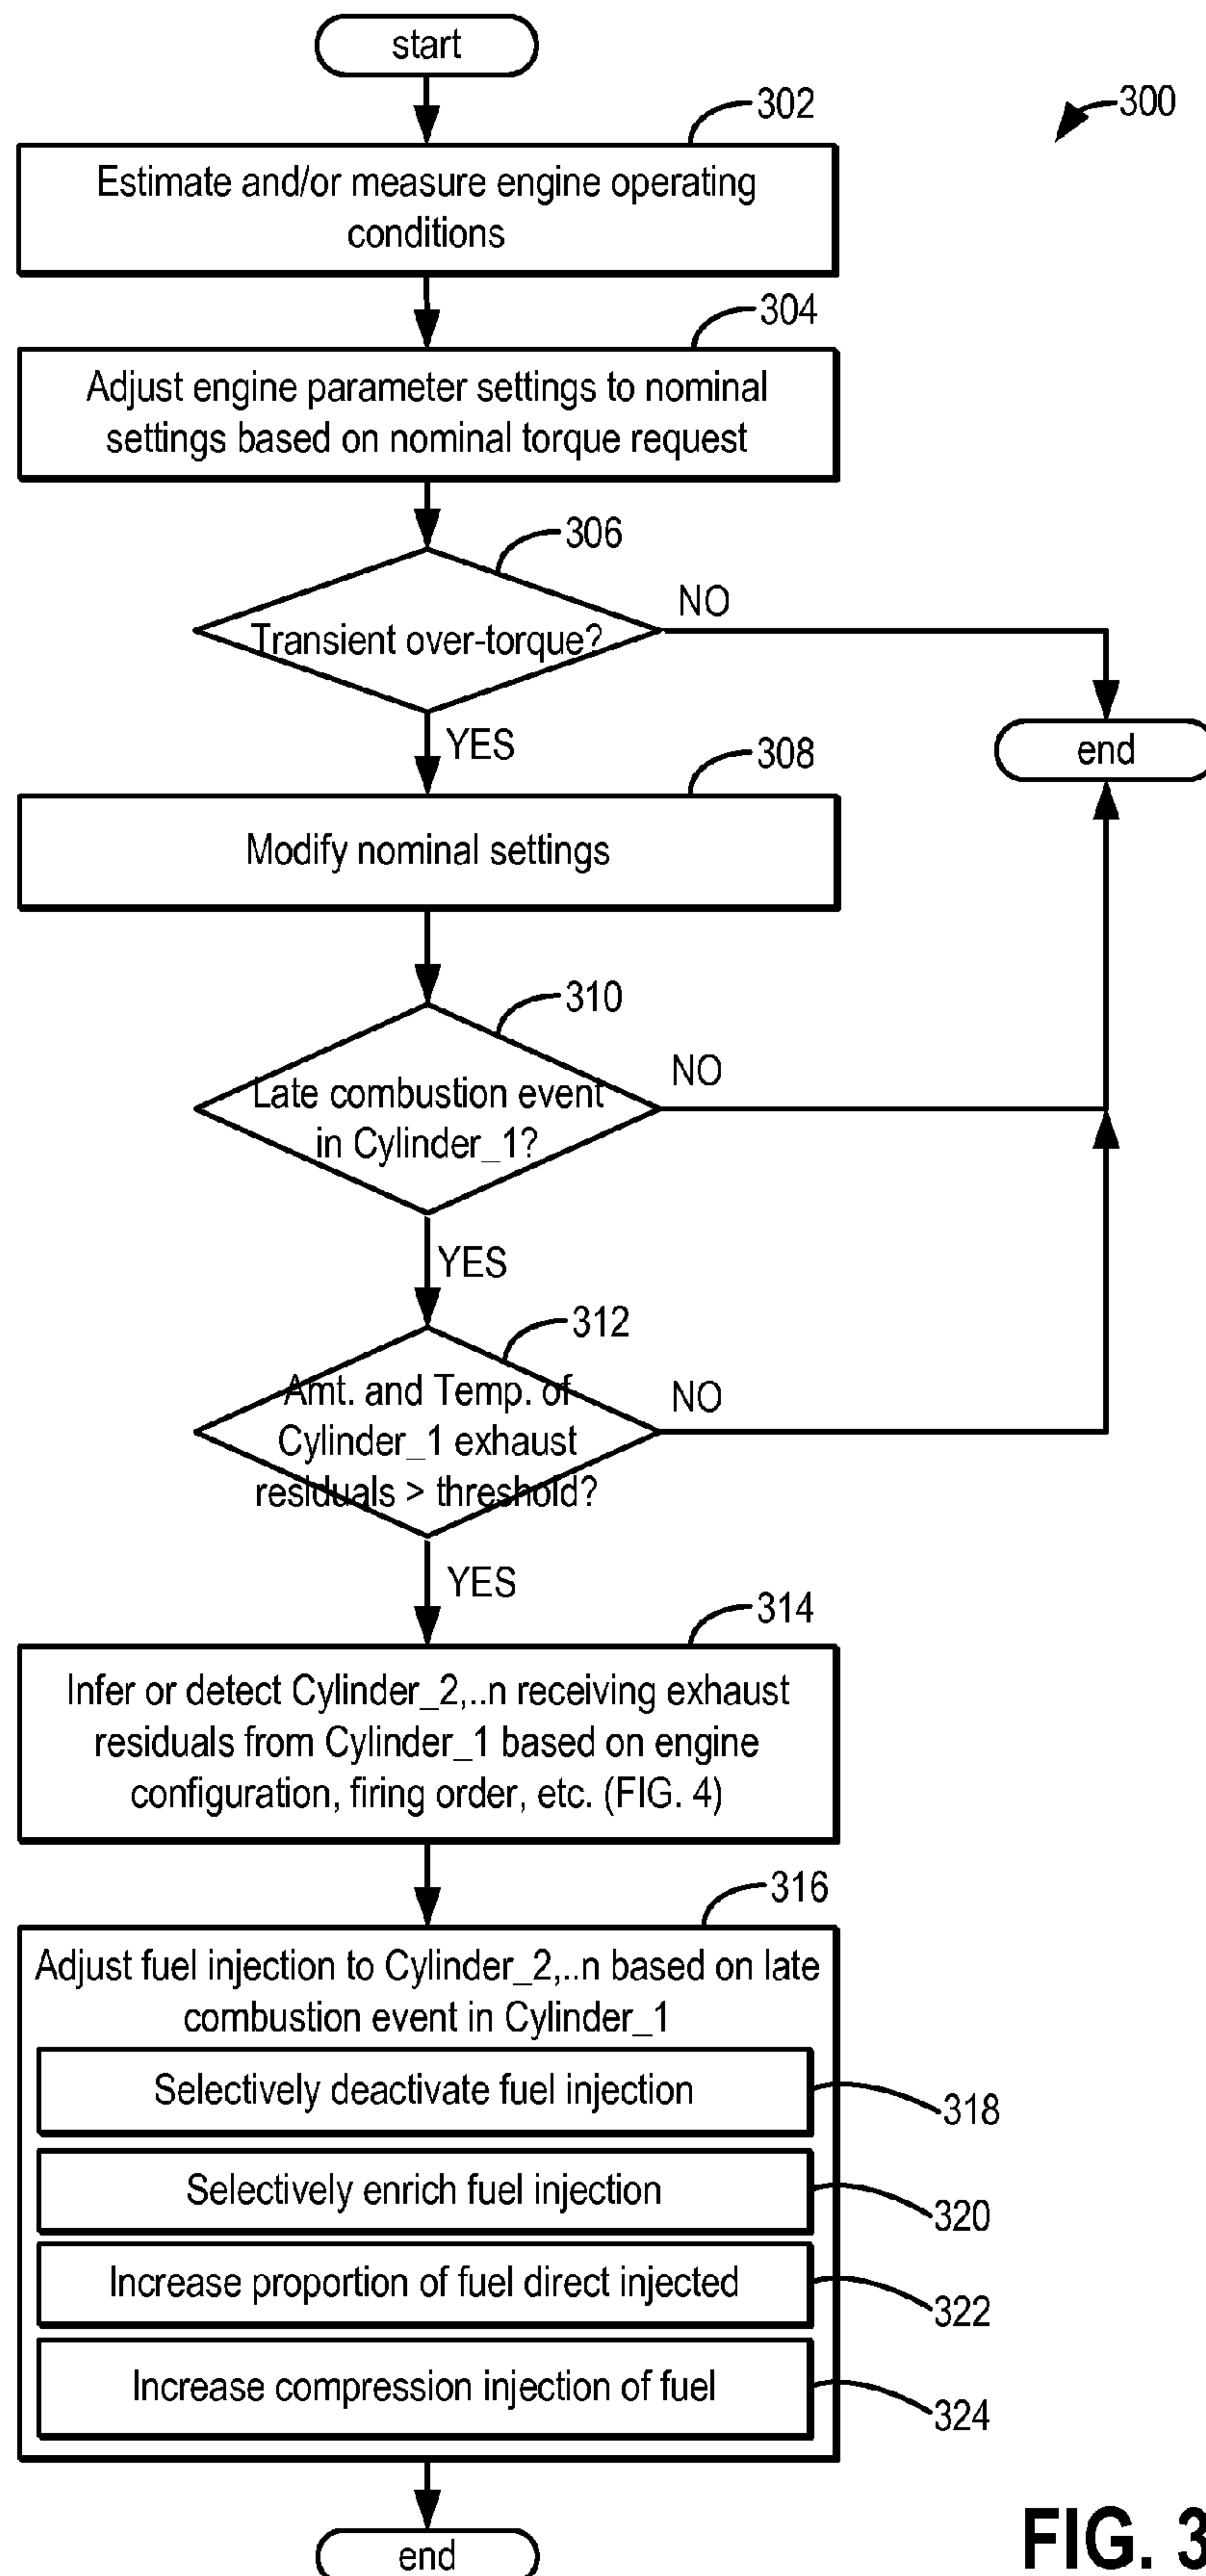 start
300
302
Estimate and/or measure engine operating
conditions
304
Adjust engine parameter settings to nominal
settings based on nominal torque request
306
Transient over-torque?
NO
YES
end
308
Modify nominal settings
310
Late combustion event
in Cylinder_1?
NO
YES
312
Amt. and Temp. of
Cylinder_1 exhaust
residuals > threshold?
NO
YES
314
Infer or detect Cylinder_2,..n receiving exhaust
residuals from Cylinder_1 based on engine
configuration, firing order, etc. (FIG. 4)
316
Adjust fuel injection to Cylinder_2,..n based on late
combustion event in Cylinder_1
Selectively deactivate fuel injection
318
Selectively enrich fuel injection
320
Increase proportion of fuel direct injected
322
Increase compression injection of fuel
324
end
FIG. 3